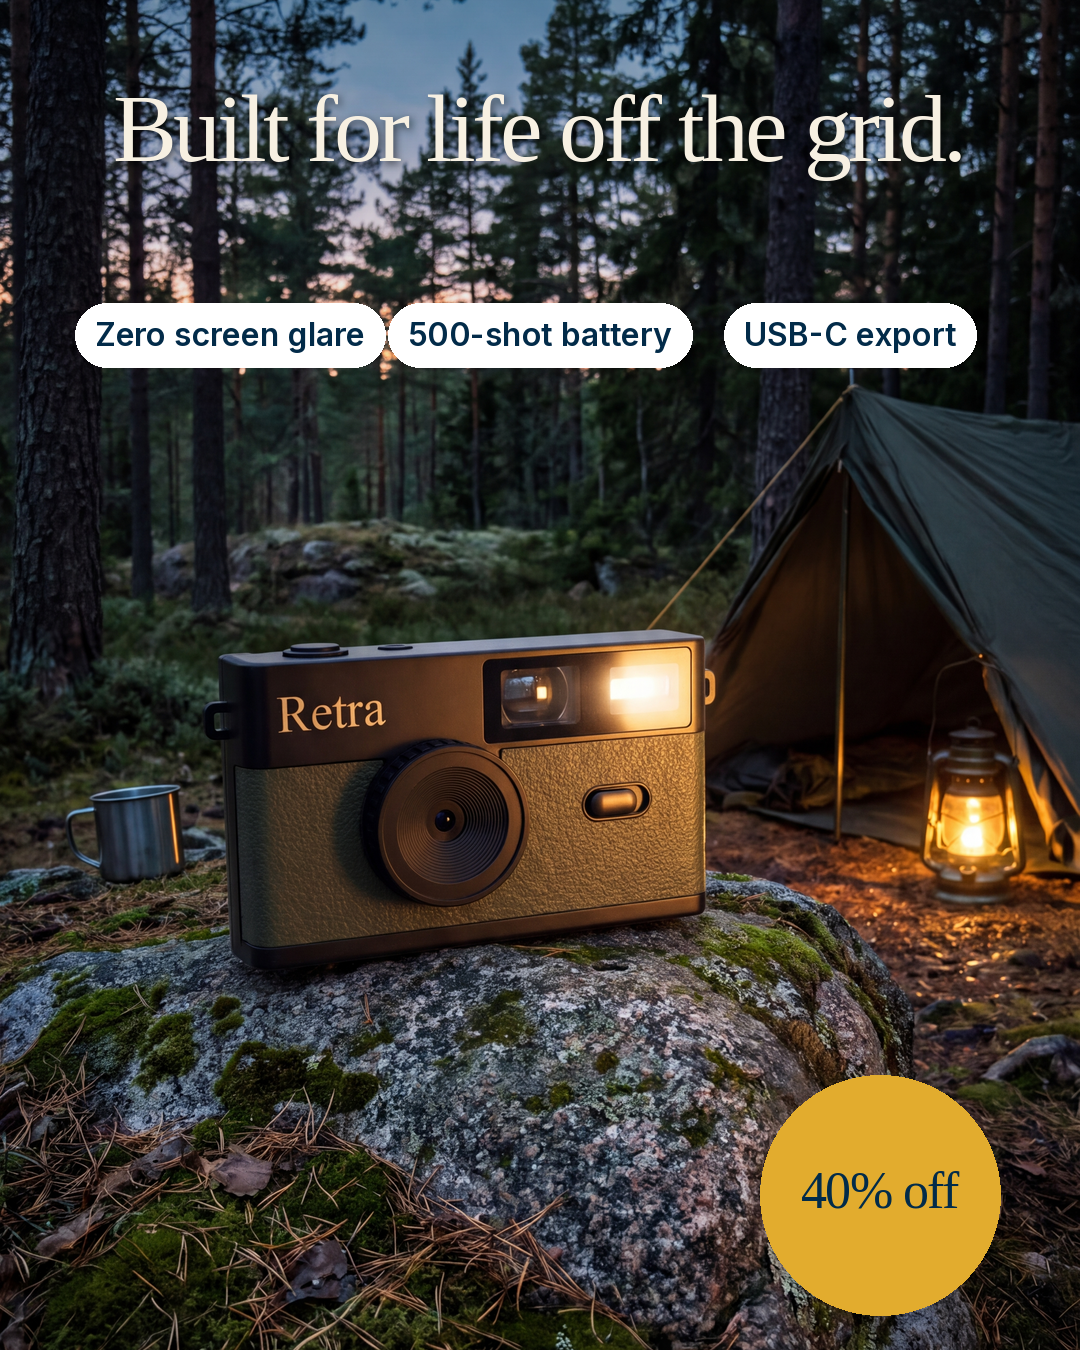 Built for life off the grid.
Zero screen glare
500-shot battery
USB-C export
Retra
40% off